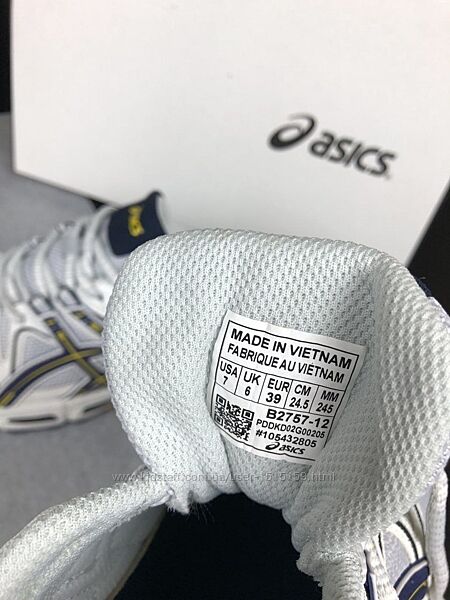 asics
asics
MADE IN VIETNAM
FABRIQUE AU VIETNAM
USA UK EUR CM MM
7 6 39 24.5 245
B2757-12
PDDKD02G00205
#105432805
asics